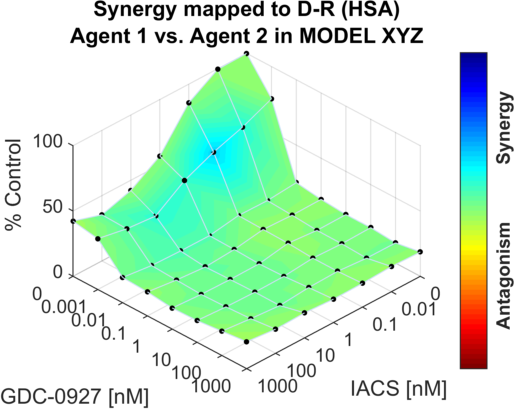 Synergy mapped to D-R (HSA)
Agent 1 vs. Agent 2 in MODEL XYZ
% Control
100
50
0
0
0.001
0.01
0.1
1
10
100
1000
GDC-0927 [nM]
0
0.01
0.1
1
10
100
1000
IACS [nM]
Synergy
Antagonism